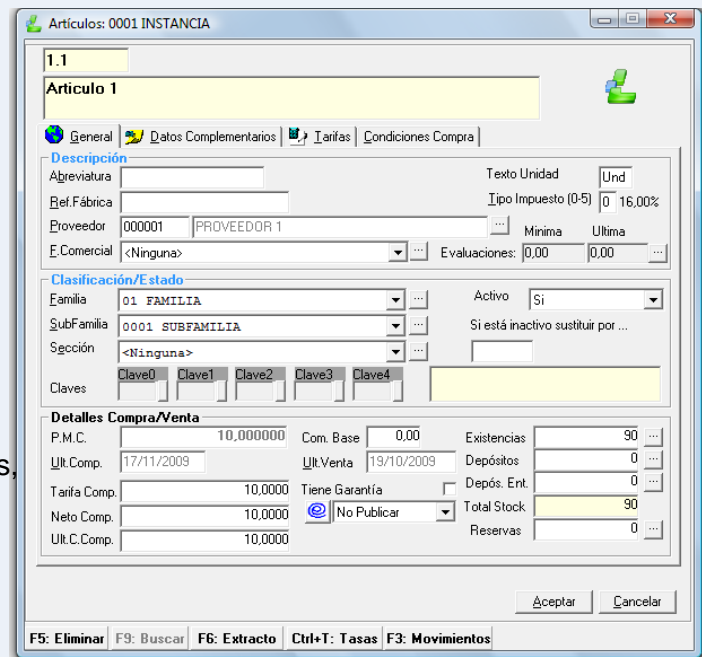 Artículos: 0001 INSTANCIA
1.1
Articulo 1
General Datos Complementarios Tarifas Condiciones Compra
Descripción
Abreviatura Texto Unidad Und
Ref.Fábrica Tipo Impuesto (0-5) 0 16,00%
Proveedor 000001 PROVEEDOR 1 ... Minima Ultima
F.Comercial <Ninguna> ... Evaluaciones: 0,00 0,00 ...
Clasificación/Estado
Familia 01 FAMILIA ... Activo Si
SubFamilia 0001 SUBFAMILIA ... Si está inactivo sustituir por ...
Sección <Ninguna> ...
Claves Clave0 Clave1 Clave2 Clave3 Clave4
Detalles Compra/Venta
P.M.C. 10,000000 Com. Base 0,00 Existencias 90 ...
s, Ult.Comp. 17/11/2009 Ult.Venta 19/10/2009 Depósitos 0 ...
Tarifa Comp. 10,0000 Tiene Garantía Depós. Ent. 0 ...
Neto Comp. 10,0000 No Publicar Total Stock 90
Ult.C.Comp. 10,0000 Reservas 0 ...
Aceptar Cancelar
F5: Eliminar F9: Buscar F6: Extracto Ctrl+T: Tasas F3: Movimientos